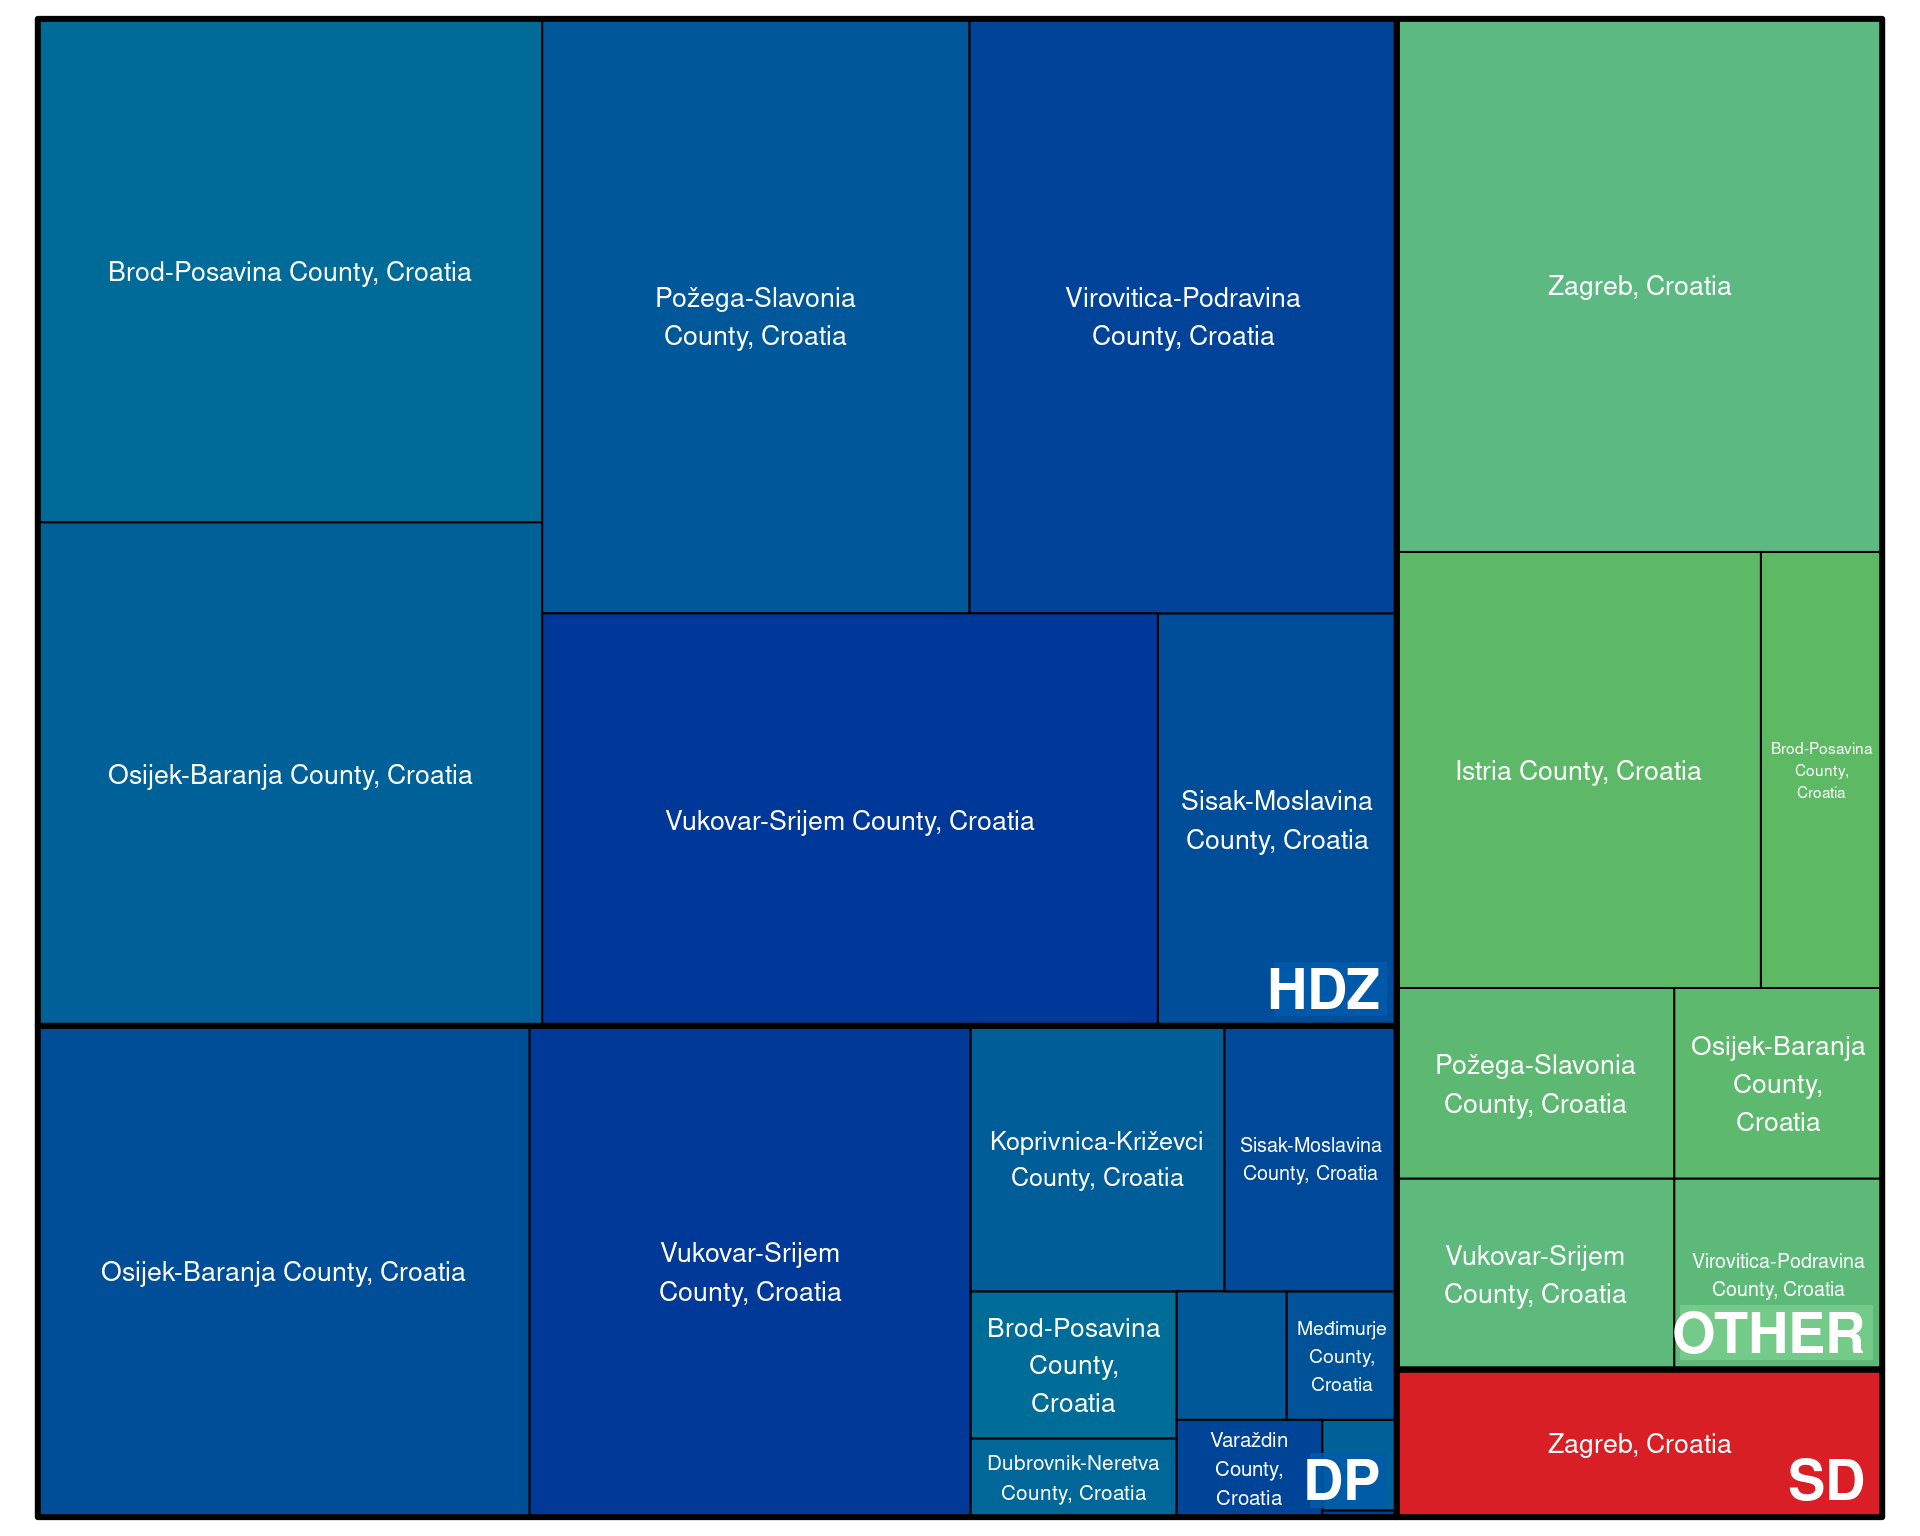 Brod-Posavina County, Croatia
Požega-Slavonia
County, Croatia
Virovitica-Podravina
County, Croatia
Osijek-Baranja County, Croatia
Vukovar-Srijem County, Croatia
Sisak-Moslavina
County, Croatia
HDZ
Osijek-Baranja County, Croatia
Vukovar-Srijem
County, Croatia
Koprivnica-Križevci
County, Croatia
Sisak-Moslavina
County, Croatia
Brod-Posavina
County,
Croatia
Međimurje
County,
Croatia
Dubrovnik-Neretva
County, Croatia
Varaždin
County,
Croatia
DP
Zagreb, Croatia
Istria County, Croatia
Brod-Posavina
County,
Croatia
Požega-Slavonia
County, Croatia
Osijek-Baranja
County,
Croatia
Vukovar-Srijem
County, Croatia
Virovitica-Podravina
County, Croatia
OTHER
Zagreb, Croatia
SD